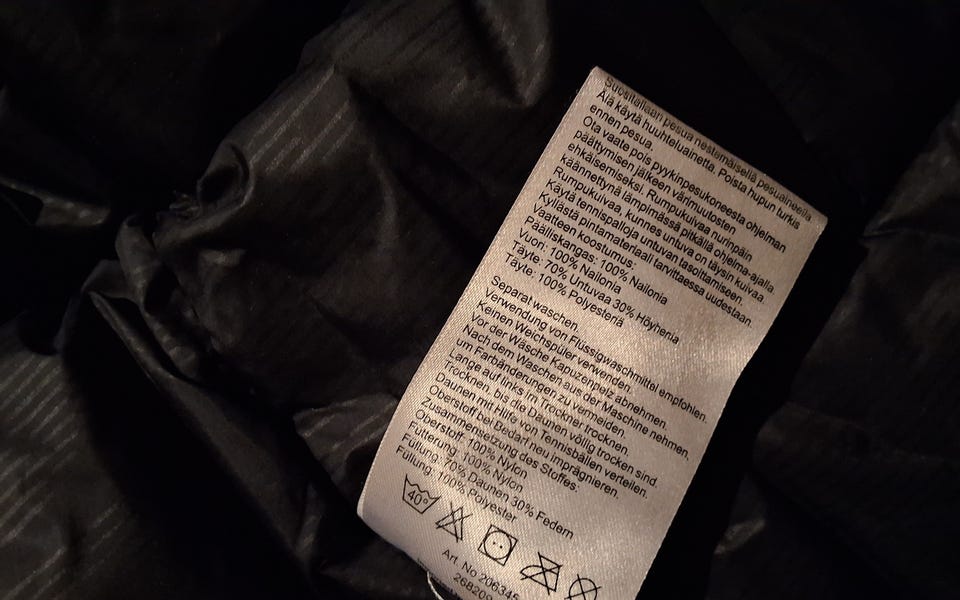 Suositellaan pesua nestemäisellä pesuaineella.
Älä käytä huuhteluainetta. Poista hupun turkis
ennen pesua.
Ota vaate pois pyykinpesukoneesta ohjelman
päättymisen jälkeen värimuutosten
ehkäisemiseksi. Rumpukuivaa nurinpäin
käännettynä lämpimässä pitkällä ohjelma-ajalla.
Rumpukuivaa, kunnes untuva on täysin kuivaa.
Käytä tennispalloja untuvan tasoittamiseen.
Kyllästä pintamateriaali tarvittaessa uudestaan.
Vaatteen koostumus:
Päälliskangas: 100% Nailonia
Vuori: 100% Nailonia
Täyte: 70% Untuvaa 30% Höyheniä
Täyte: 100% Polyesteriä
Separat waschen.
Verwendung von Flüssigwaschmittel empfohlen.
Keinen Weichspüler verwenden.
Vor der Wäsche Kapuzenpelz abnehmen.
Nach dem Waschen aus der Maschine nehmen,
um Farbänderungen zu vermeiden.
Lange auf links im Trockner trocknen.
Trocknen, bis die Daunen völlig trocken sind.
Daunen mit Hilfe von Tennisbällen verteilen.
Oberstoff bei Bedarf neu imprägnieren.
Zusammensetzung des Stoffes:
Oberstoff: 100% Nylon
Fütterung: 100% Nylon
Füllung: 70% Daunen 30% Federn
Füllung: 100% Polyester
40°
Art. No 206345
268209